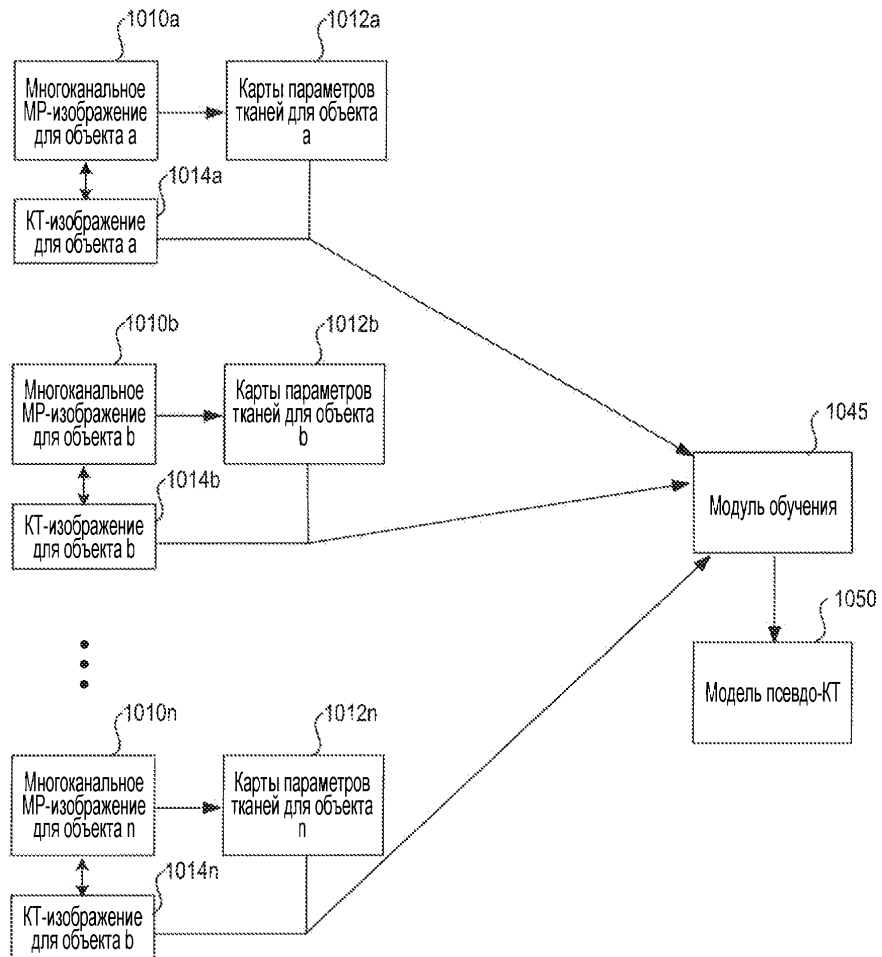 1010a
1012a
Многоканальное
МР-изображение
для объекта a
Карты параметров
тканей для объекта
a
1014a
КТ-изображение
для объекта a
1010b
1012b
Многоканальное
МР-изображение
для объекта b
Карты параметров
тканей для объекта
b
1014b
КТ-изображение
для объекта b
1045
Модуль обучения
1050
Модель псевдо-КТ
1010n
1012n
Многоканальное
МР-изображение
для объекта n
Карты параметров
тканей для объекта
n
1014n
КТ-изображение
для объекта b